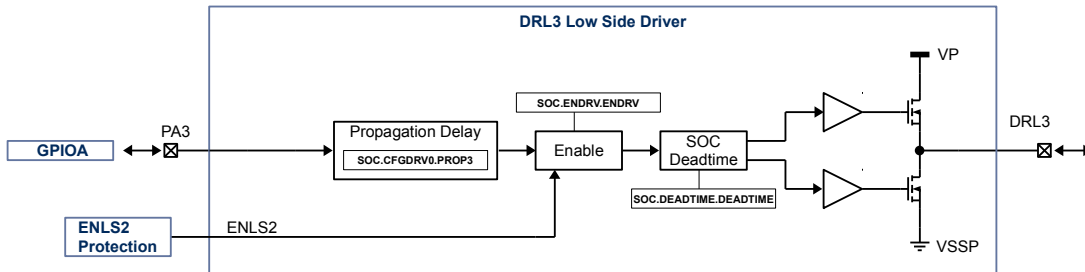 DRL3 Low Side Driver
VP
SOC.ENDRV.ENDRV
PA3
Propagation Delay
SOC
Deadtime
DRL3
GPIOA
SOC.CFGDRV0.PROP3
Enable
SOC.DEADTIME.DEADTIME
ENLS2
Protection
ENLS2
VSSP